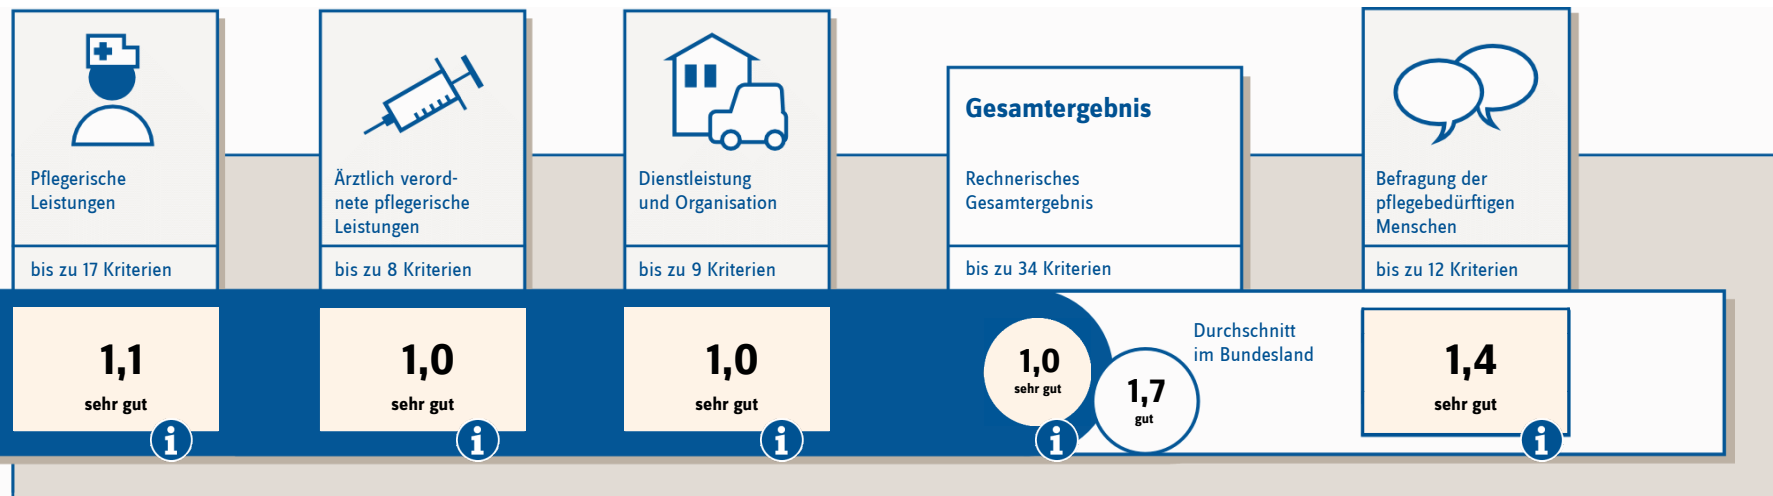 Pflegerische
Leistungen
bis zu 17 Kriterien
1,1
sehr gut
i
Ärztlich verord-
nete pflegerische
Leistungen
bis zu 8 Kriterien
1,0
sehr gut
i
Dienstleistung
und Organisation
bis zu 9 Kriterien
1,0
sehr gut
i
Gesamtergebnis
Rechnerisches
Gesamtergebnis
bis zu 34 Kriterien
1,0
sehr gut
i
1,7
gut
Durchschnitt
im Bundesland
Befragung der
pflegebedürftigen
Menschen
bis zu 12 Kriterien
1,4
sehr gut
i